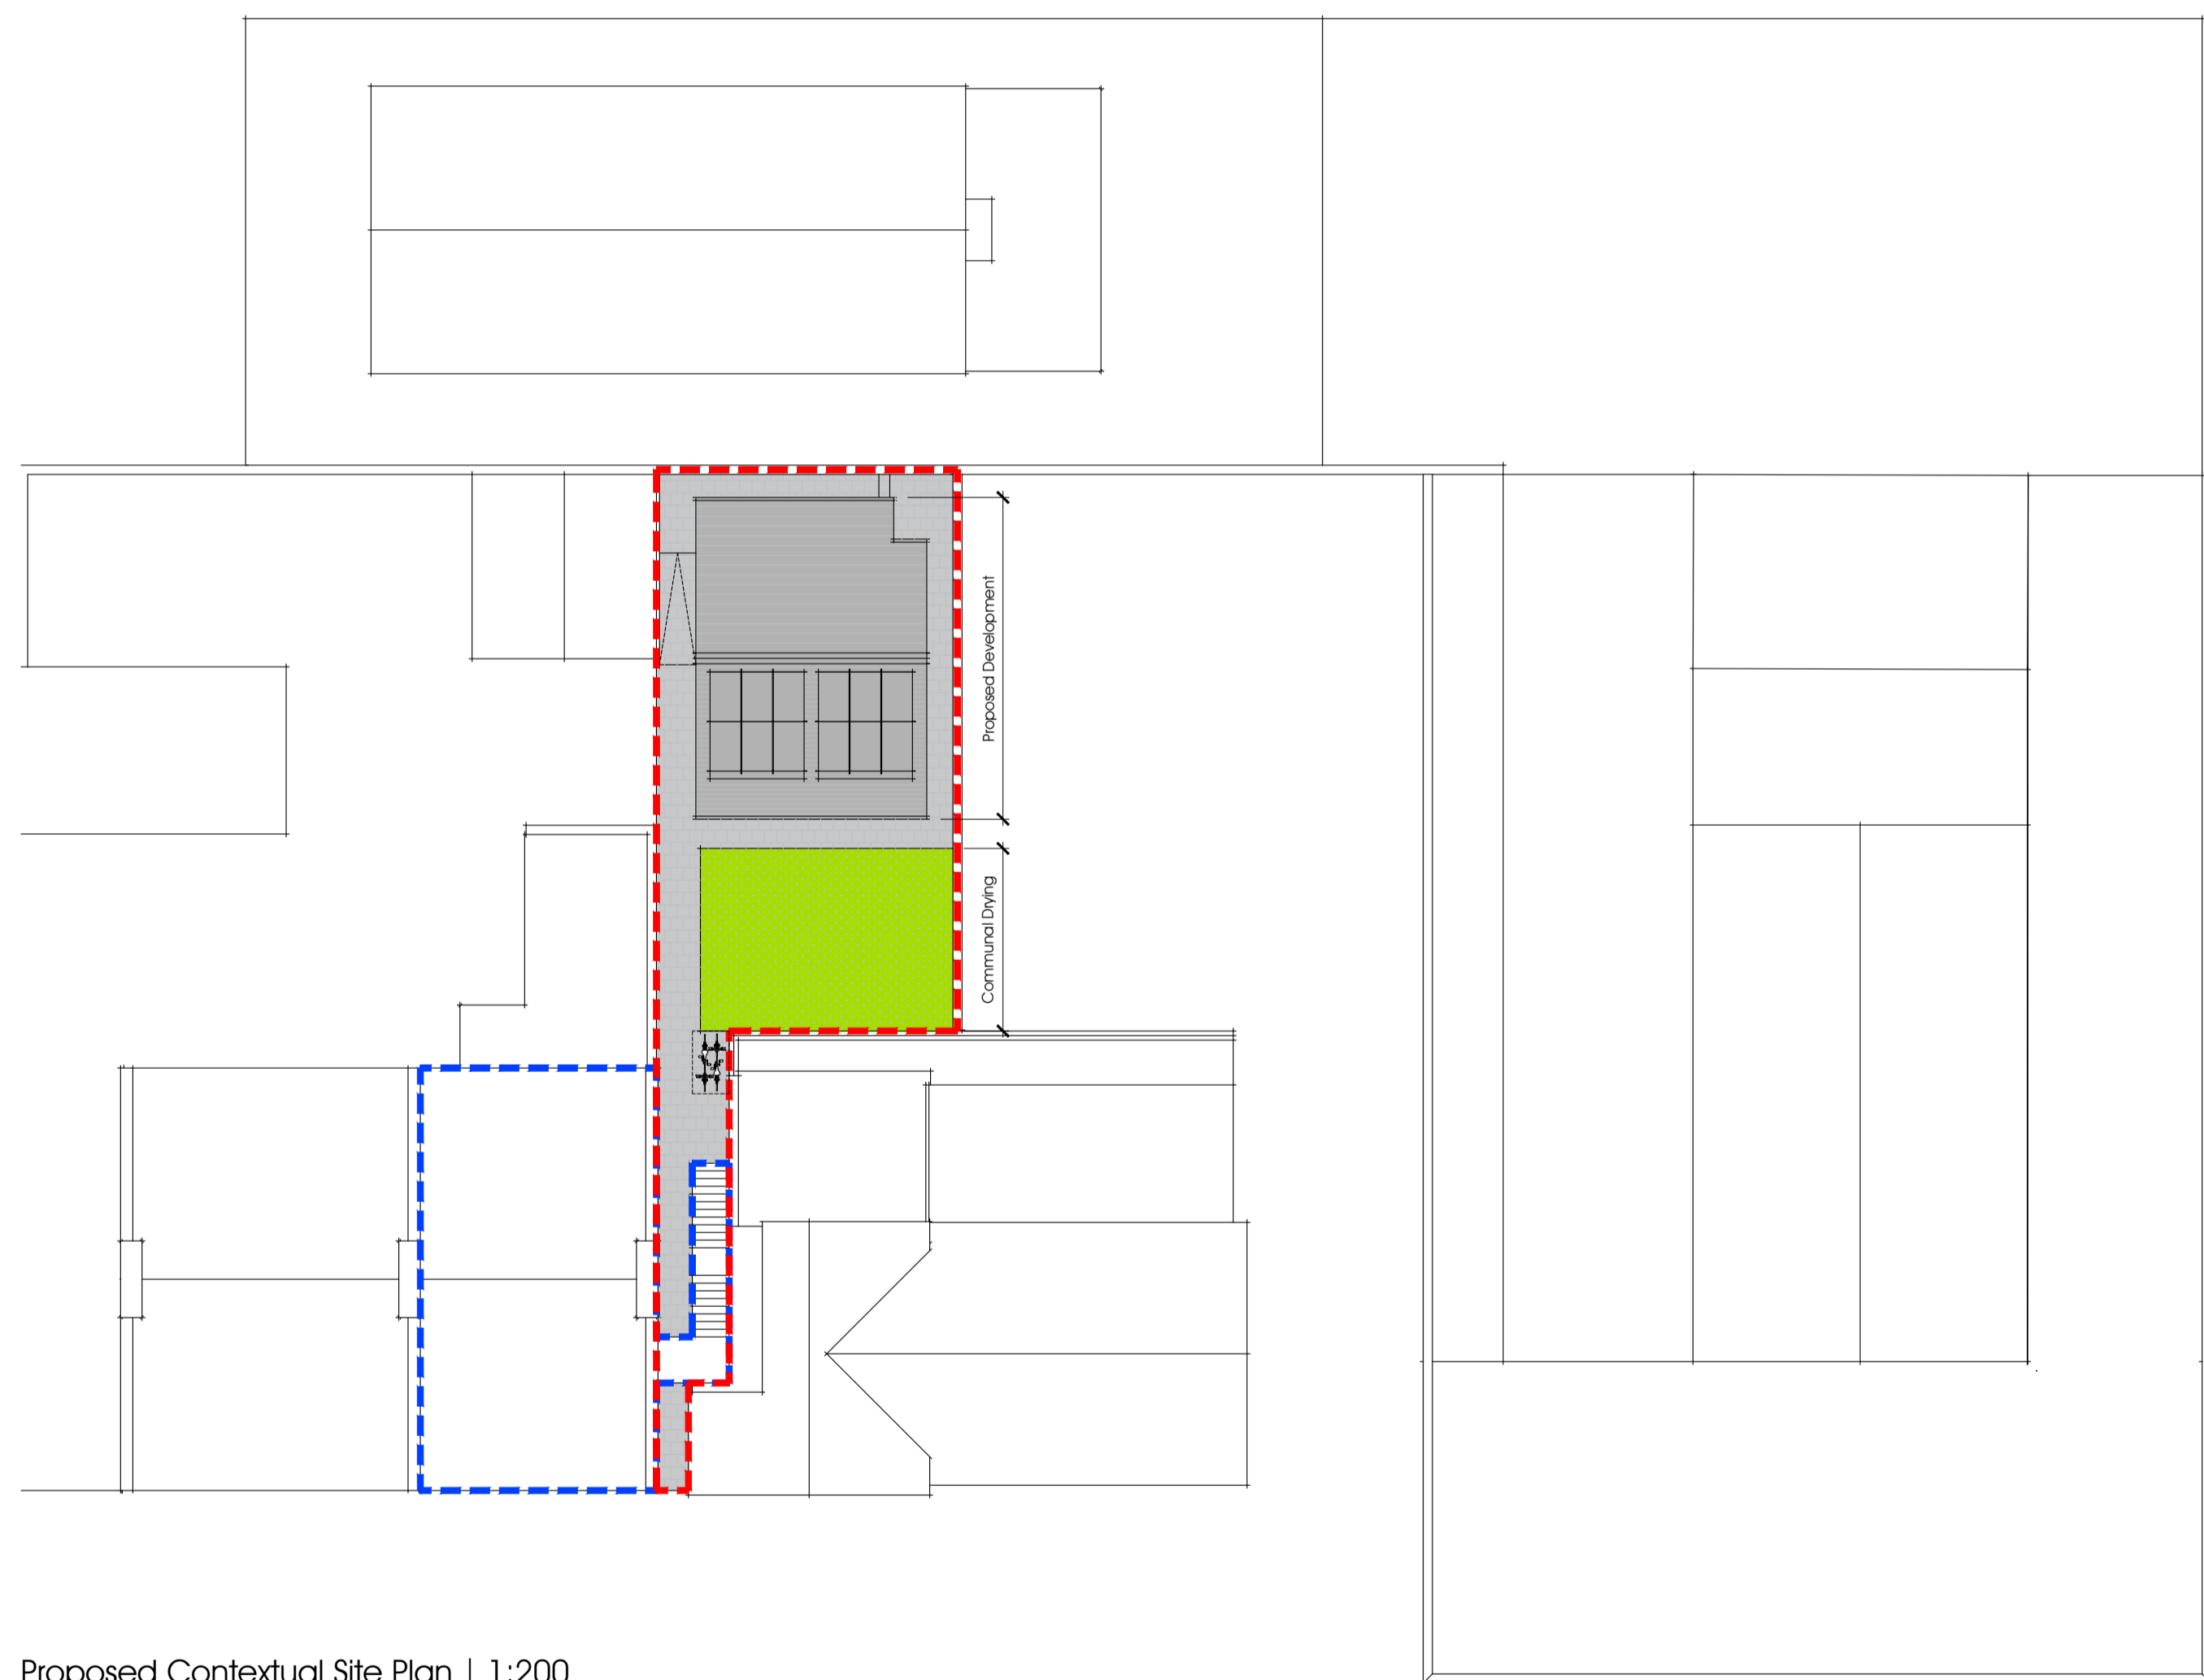 Proposed Development
Communal Drying
Proposed Contextual Site Plan | 1:200